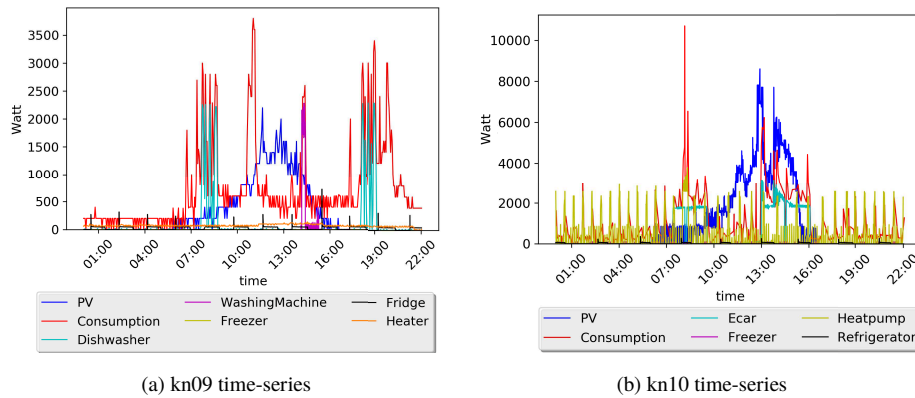 3500
3000
2500
2000
1500
1000
500
0
Watt
01:00 04:00 07:00 10:00 13:00 16:00 19:00 22:00
time
PV WashingMachine Fridge
Consumption Freezer Heater
Dishwasher
(a) kn09 time-series
10000
8000
6000
4000
2000
0
Watt
01:00 04:00 07:00 10:00 13:00 16:00 19:00 22:00
time
PV Ecar Heatpump
Consumption Freezer Refrigerator
(b) kn10 time-series